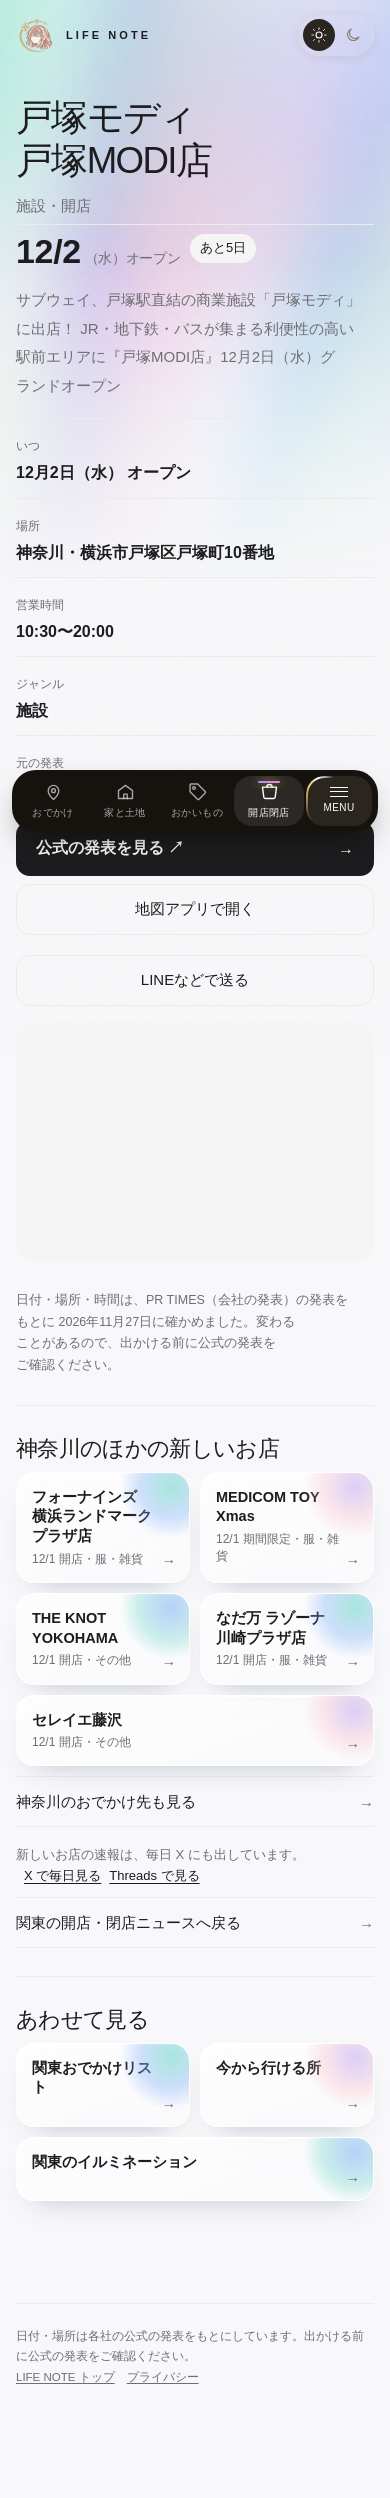 LIFE NOTE
戸塚モディ
戸塚MODI店
施設・開店
12/2（水）オープン あと5日
サブウェイ、戸塚駅直結の商業施設「戸塚モディ」
に出店！ JR・地下鉄・バスが集まる利便性の高い
駅前エリアに『戸塚MODI店』12月2日（水）グ
ランドオープン
いつ
12月2日（水） オープン
場所
神奈川・横浜市戸塚区戸塚町10番地
営業時間
10:30〜20:00
ジャンル
施設
元の発表
おでかけ 家と土地 おかいもの 開店閉店 MENU
公式の発表を見る ↗ →
地図アプリで開く
LINEなどで送る
日付・場所・時間は、PR TIMES（会社の発表）の発表を
もとに 2026年11月27日に確かめました。変わる
ことがあるので、出かける前に公式の発表を
ご確認ください。
神奈川のほかの新しいお店
フォーナインズ
横浜ランドマーク
プラザ店
12/1 開店・服・雑貨 →
MEDICOM TOY
Xmas
12/1 期間限定・服・雑
貨 →
THE KNOT
YOKOHAMA
12/1 開店・その他 →
なだ万 ラゾーナ
川崎プラザ店
12/1 開店・服・雑貨 →
セレイエ藤沢
12/1 開店・その他 →
神奈川のおでかけ先も見る →
新しいお店の速報は、毎日 X にも出しています。
X で毎日見る Threads で見る
関東の開店・閉店ニュースへ戻る →
あわせて見る
関東おでかけリス
ト →
今から行ける所 →
関東のイルミネーション →
日付・場所は各社の公式の発表をもとにしています。出かける前
に公式の発表をご確認ください。
LIFE NOTE トップ プライバシー